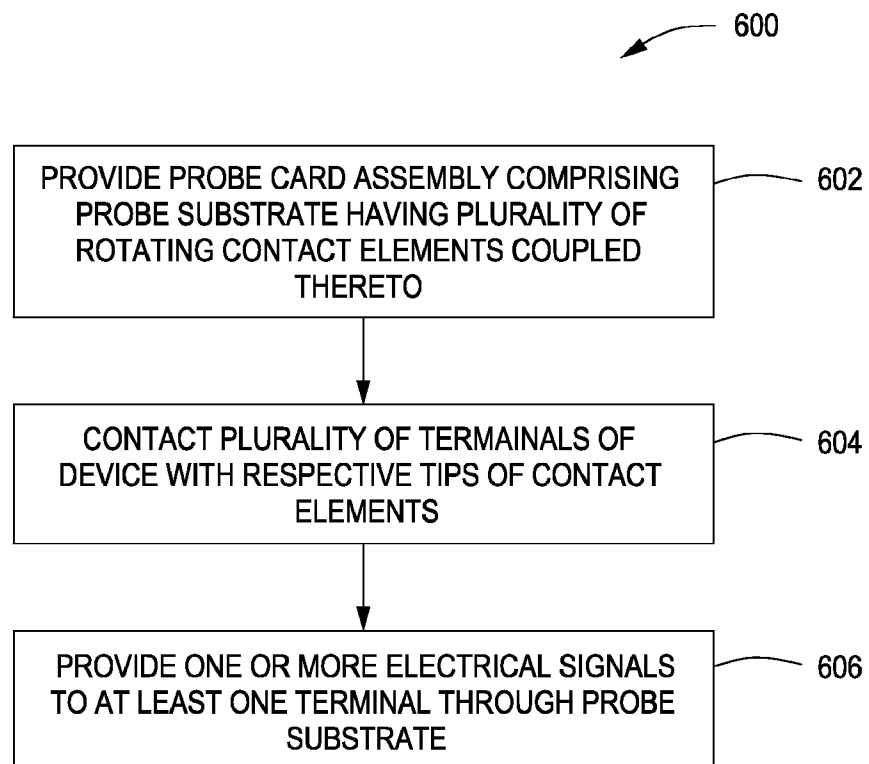 600
PROVIDE PROBE CARD ASSEMBLY COMPRISING
PROBE SUBSTRATE HAVING PLURALITY OF
ROTATING CONTACT ELEMENTS COUPLED
THERETO
602
CONTACT PLURALITY OF TERMAINALS OF
DEVICE WITH RESPECTIVE TIPS OF CONTACT
ELEMENTS
604
PROVIDE ONE OR MORE ELECTRICAL SIGNALS
TO AT LEAST ONE TERMINAL THROUGH PROBE
SUBSTRATE
606